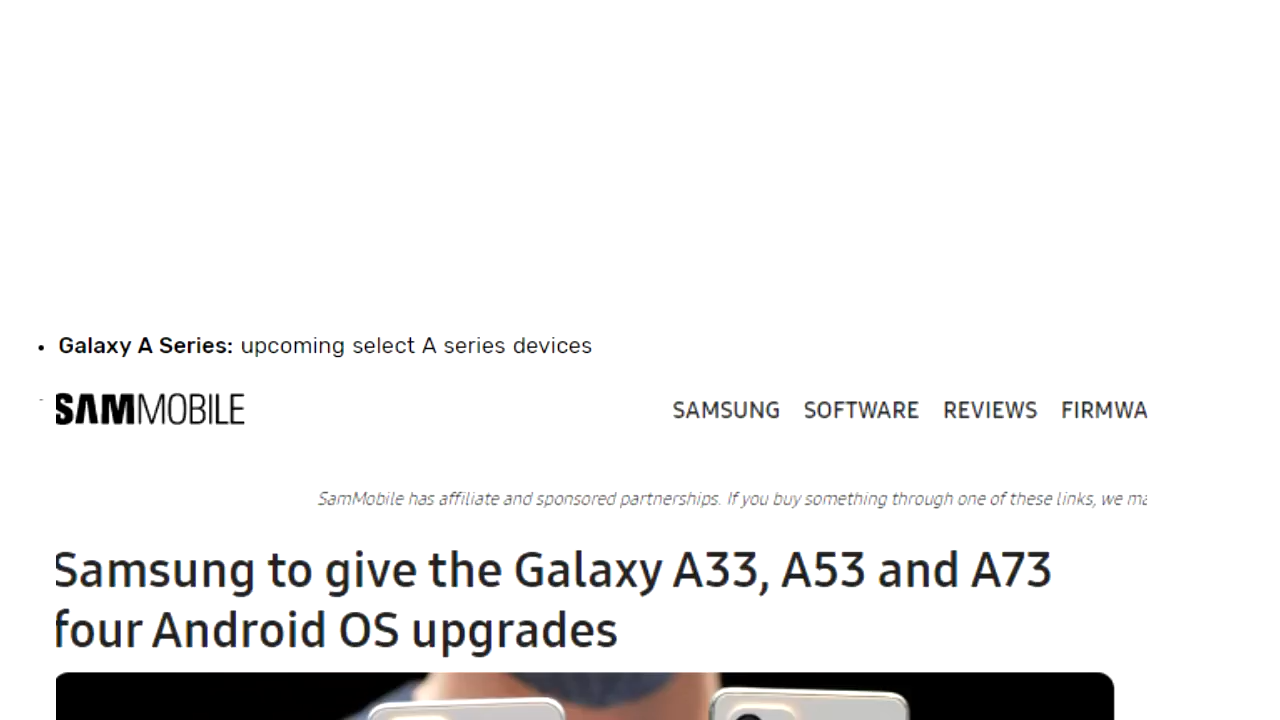 • Galaxy A Series: upcoming select A series devices
SAMMOBILE SAMSUNG SOFTWARE REVIEWS FIRMWA
SamMobile has affiliate and sponsored partnerships. If you buy something through one of these links, we ma
Samsung to give the Galaxy A33, A53 and A73
four Android OS upgrades